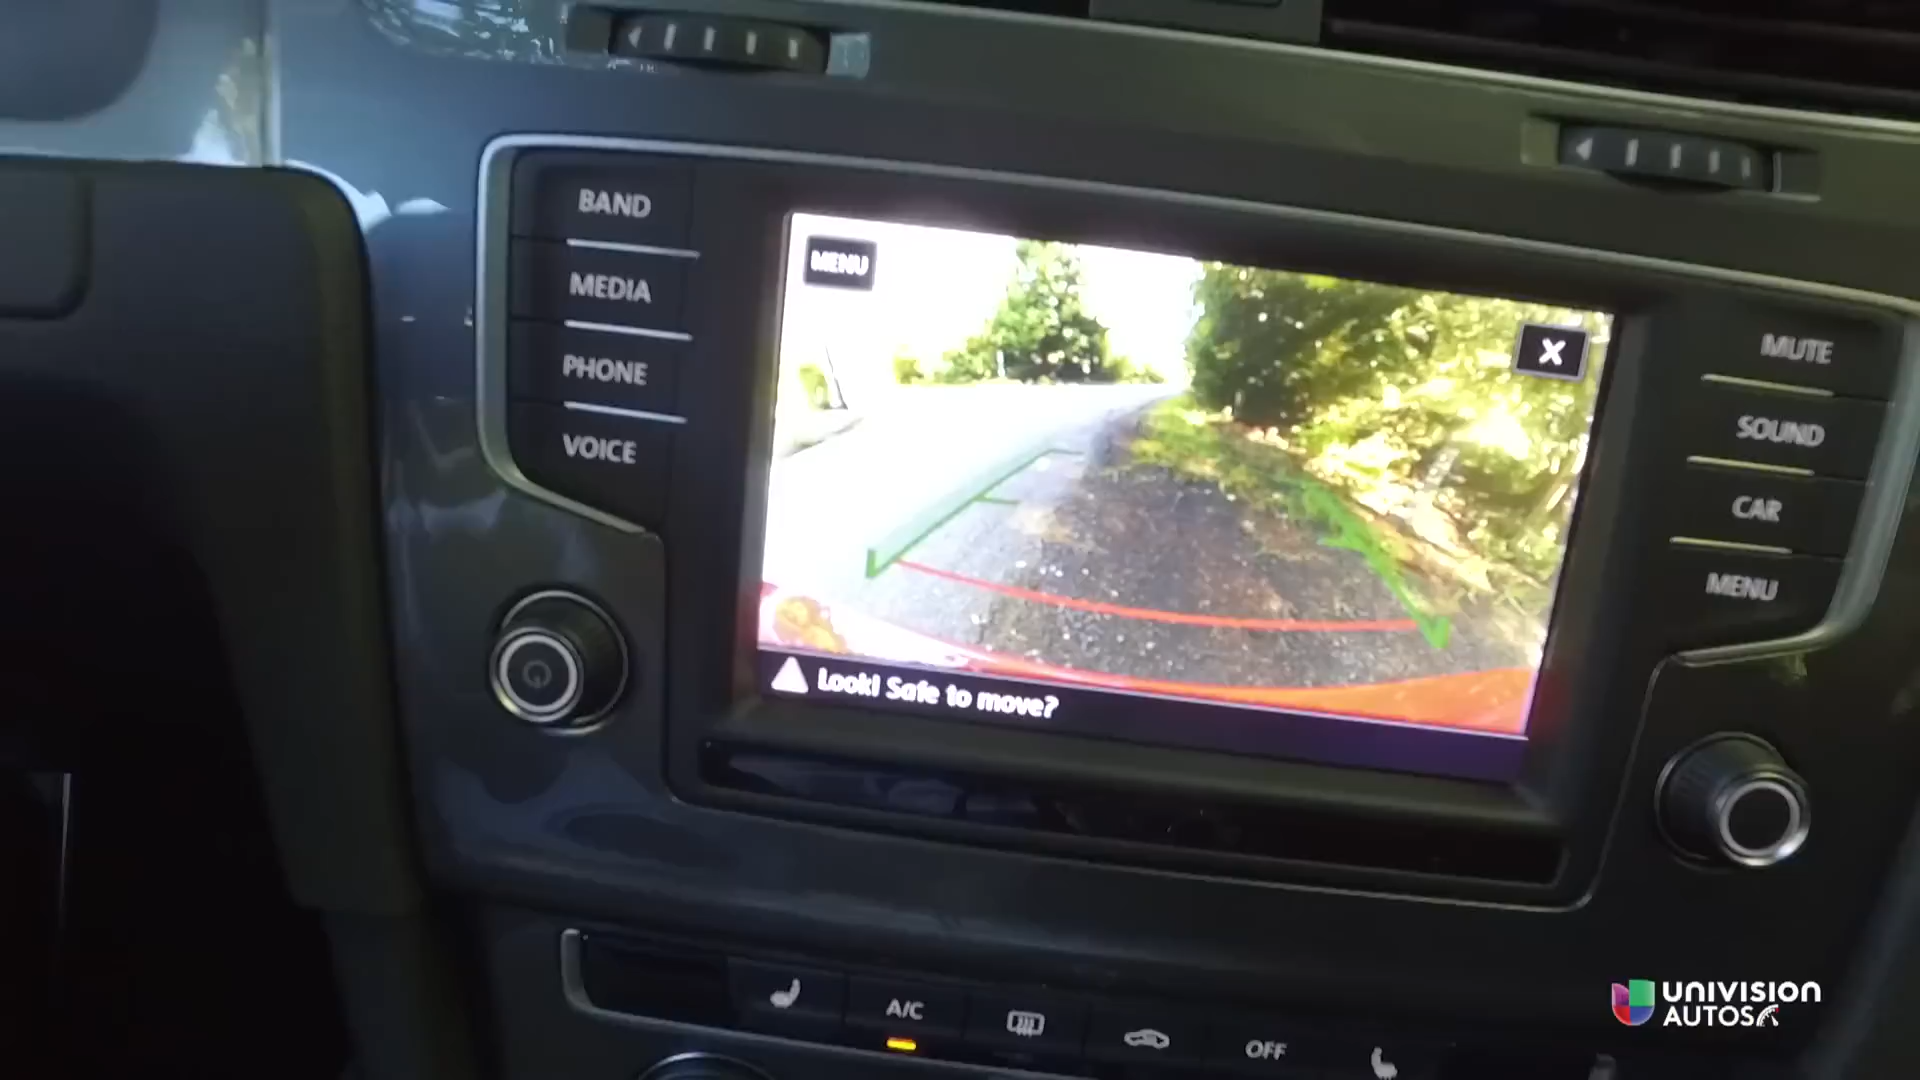 BAND
MEDIA
PHONE
VOICE
MENU
X
Look! Safe to move?
MUTE
SOUND
CAR
MENU
A/C
OFF
UNIVISION
AUTOS